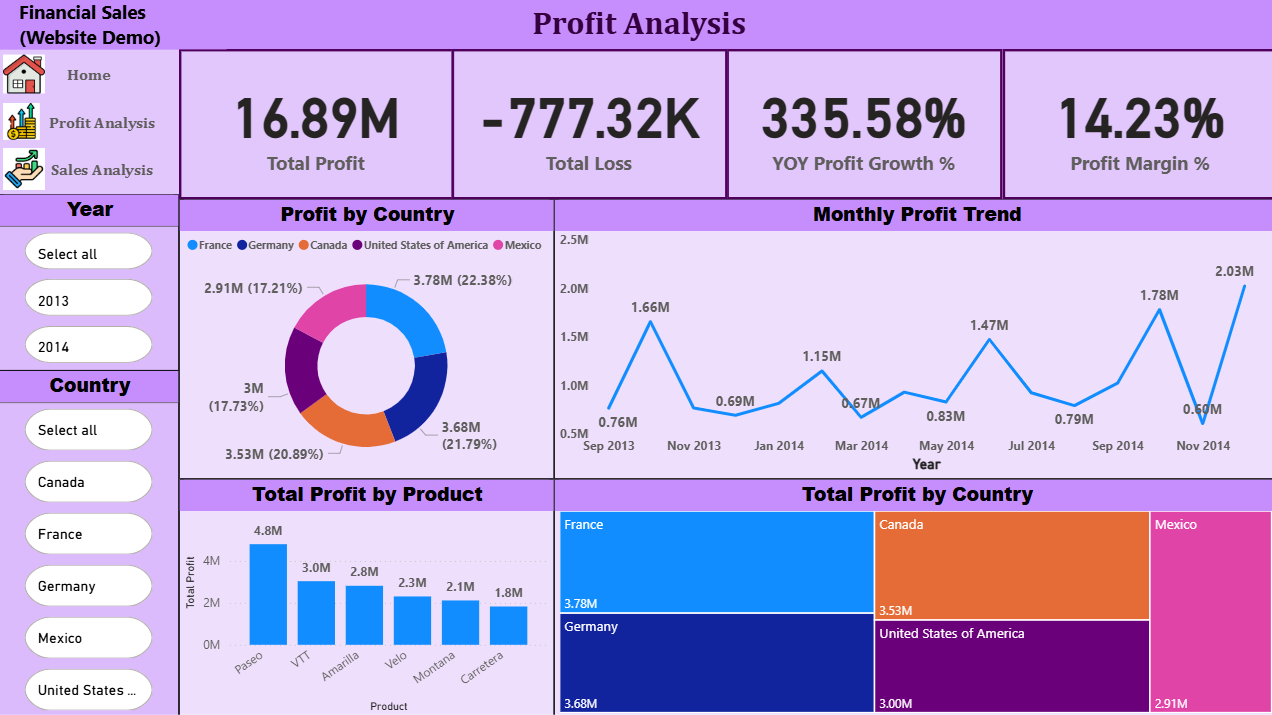 Financial Sales
(Website Demo)
Profit Analysis
Home
Profit Analysis
Sales Analysis
16.89M
Total Profit
-777.32K
Total Loss
335.58%
YOY Profit Growth %
14.23%
Profit Margin %
Year
Select all
2013
2014
Country
Select all
Canada
France
Germany
Mexico
United States ...
Profit by Country
France Germany Canada United States of America Mexico
3.78M (22.38%)
2.91M (17.21%)
3M
(17.73%)
3.68M
(21.79%)
3.53M (20.89%)
Monthly Profit Trend
2.5M
2.0M
1.5M
1.0M
0.5M
0.76M
1.66M
0.69M
1.15M
0.67M
0.83M
1.47M
0.79M
1.78M
0.60M
2.03M
Sep 2013 Nov 2013 Jan 2014 Mar 2014 May 2014 Jul 2014 Sep 2014 Nov 2014
Year
Total Profit by Product
Total Profit
4M
2M
0M
4.8M
3.0M
2.8M
2.3M
2.1M
1.8M
Paseo VTT Amarilla Velo Montana Carretera
Product
Total Profit by Country
France
3.78M
Germany
3.68M
Canada
3.53M
United States of America
3.00M
Mexico
2.91M